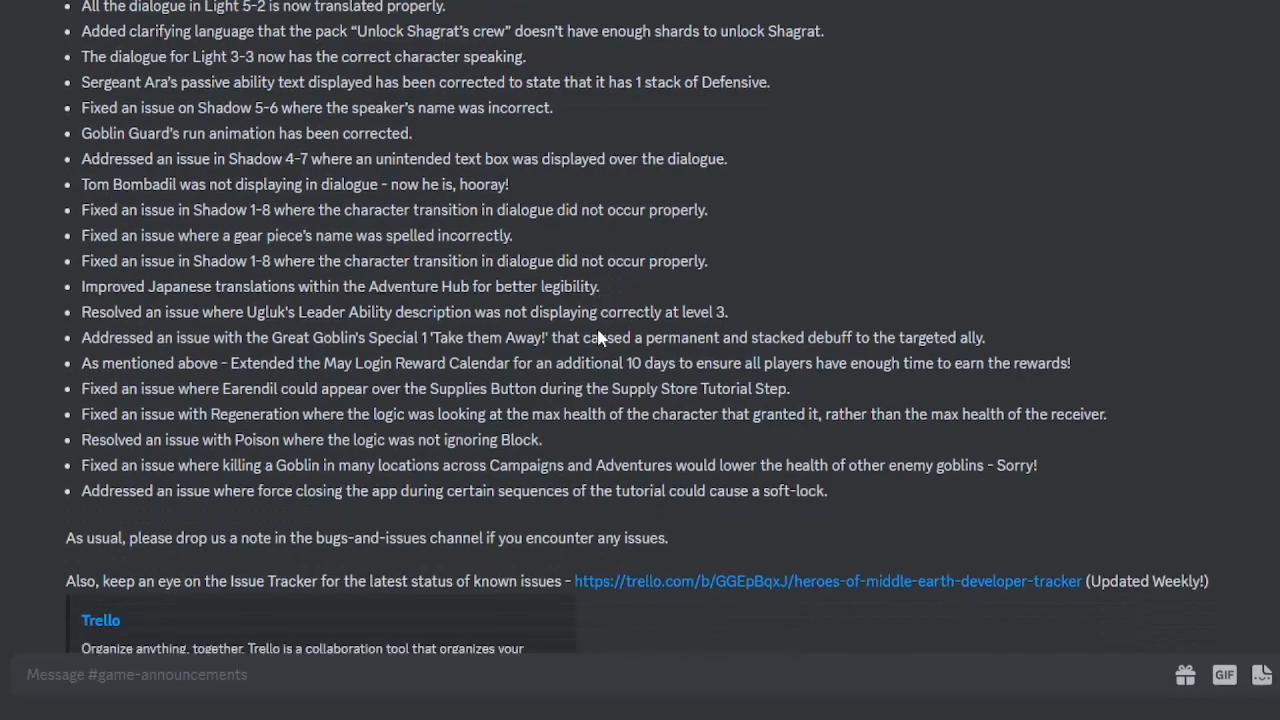 All the dialogue in Light 5-2 is now translated properly.
Added clarifying language that the pack “Unlock Shagrat’s crew” doesn’t have enough shards to unlock Shagrat.
The dialogue for Light 3-3 now has the correct character speaking.
Sergeant Ara’s passive ability text displayed has been corrected to state that it has 1 stack of Defensive.
Fixed an issue on Shadow 5-6 where the speaker’s name was incorrect.
Goblin Guard’s run animation has been corrected.
Addressed an issue in Shadow 4-7 where an unintended text box was displayed over the dialogue.
Tom Bombadil was not displaying in dialogue - now he is, hooray!
Fixed an issue in Shadow 1-8 where the character transition in dialogue did not occur properly.
Fixed an issue where a gear piece’s name was spelled incorrectly.
Fixed an issue in Shadow 1-8 where the character transition in dialogue did not occur properly.
Improved Japanese translations within the Adventure Hub for better legibility.
Resolved an issue where Ugluk’s Leader Ability description was not displaying correctly at level 3.
Addressed an issue with the Great Goblin’s Special 1 'Take them Away!' that caused a permanent and stacked debuff to the targeted ally.
As mentioned above - Extended the May Login Reward Calendar for an additional 10 days to ensure all players have enough time to earn the rewards!
Fixed an issue where Earendil could appear over the Supplies Button during the Supply Store Tutorial Step.
Fixed an issue with Regeneration where the logic was looking at the max health of the character that granted it, rather than the max health of the receiver.
Resolved an issue with Poison where the logic was not ignoring Block.
Fixed an issue where killing a Goblin in many locations across Campaigns and Adventures would lower the health of other enemy goblins - Sorry!
Addressed an issue where force closing the app during certain sequences of the tutorial could cause a soft-lock.
As usual, please drop us a note in the bugs-and-issues channel if you encounter any issues.
Also, keep an eye on the Issue Tracker for the latest status of known issues - https://trello.com/b/GGEpBqxJ/heroes-of-middle-earth-developer-tracker (Updated Weekly!)
Trello
Organize anything, together. Trello is a collaboration tool that organizes your
Message #game-announcements
GIF